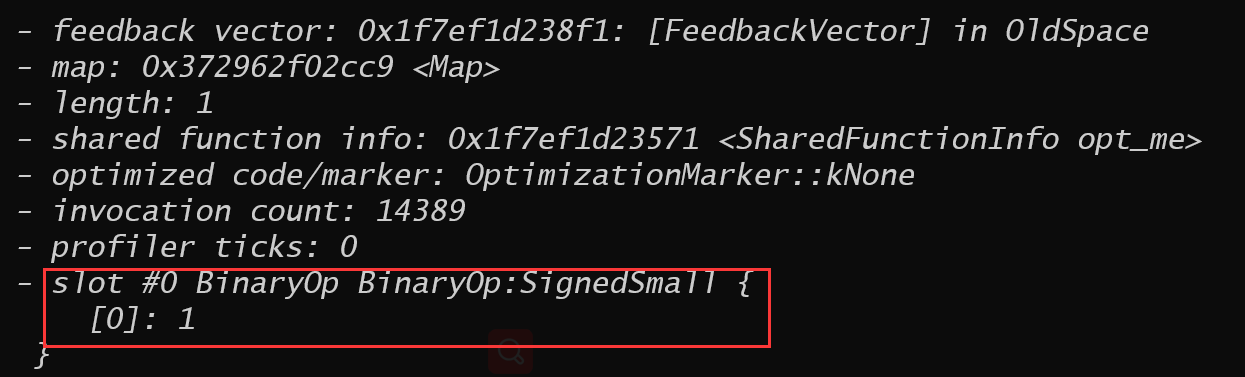 - feedback vector: 0x1f7ef1d238f1: [FeedbackVector] in OldSpace
- map: 0x372962f02cc9 <Map>
- length: 1
- shared function info: 0x1f7ef1d23571 <SharedFunctionInfo opt_me>
- optimized code/marker: OptimizationMarker::kNone
- invocation count: 14389
- profiler ticks: 0
- slot #0 BinaryOp BinaryOp:SignedSmall {
[0]: 1
}